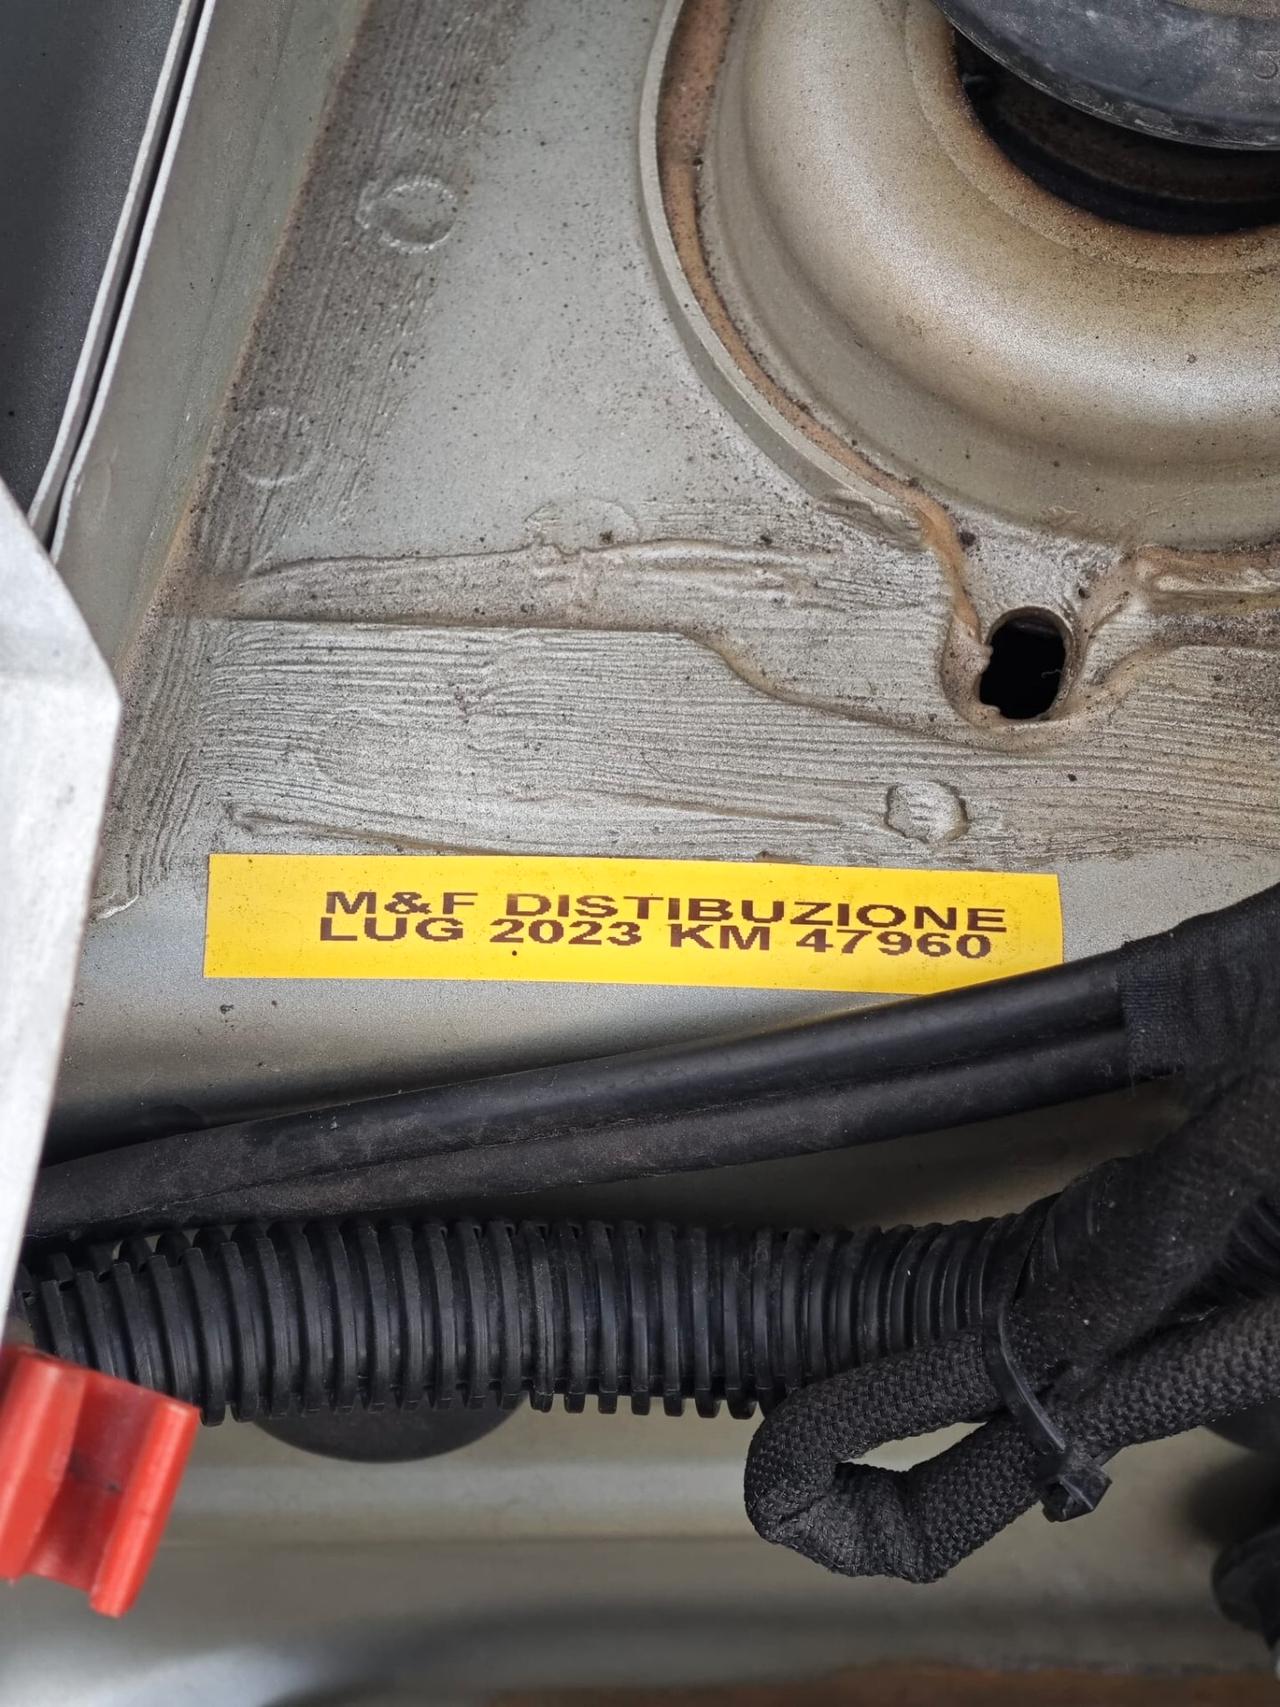 M&F DISTIBUZIONE
LUG 2023 KM 47960